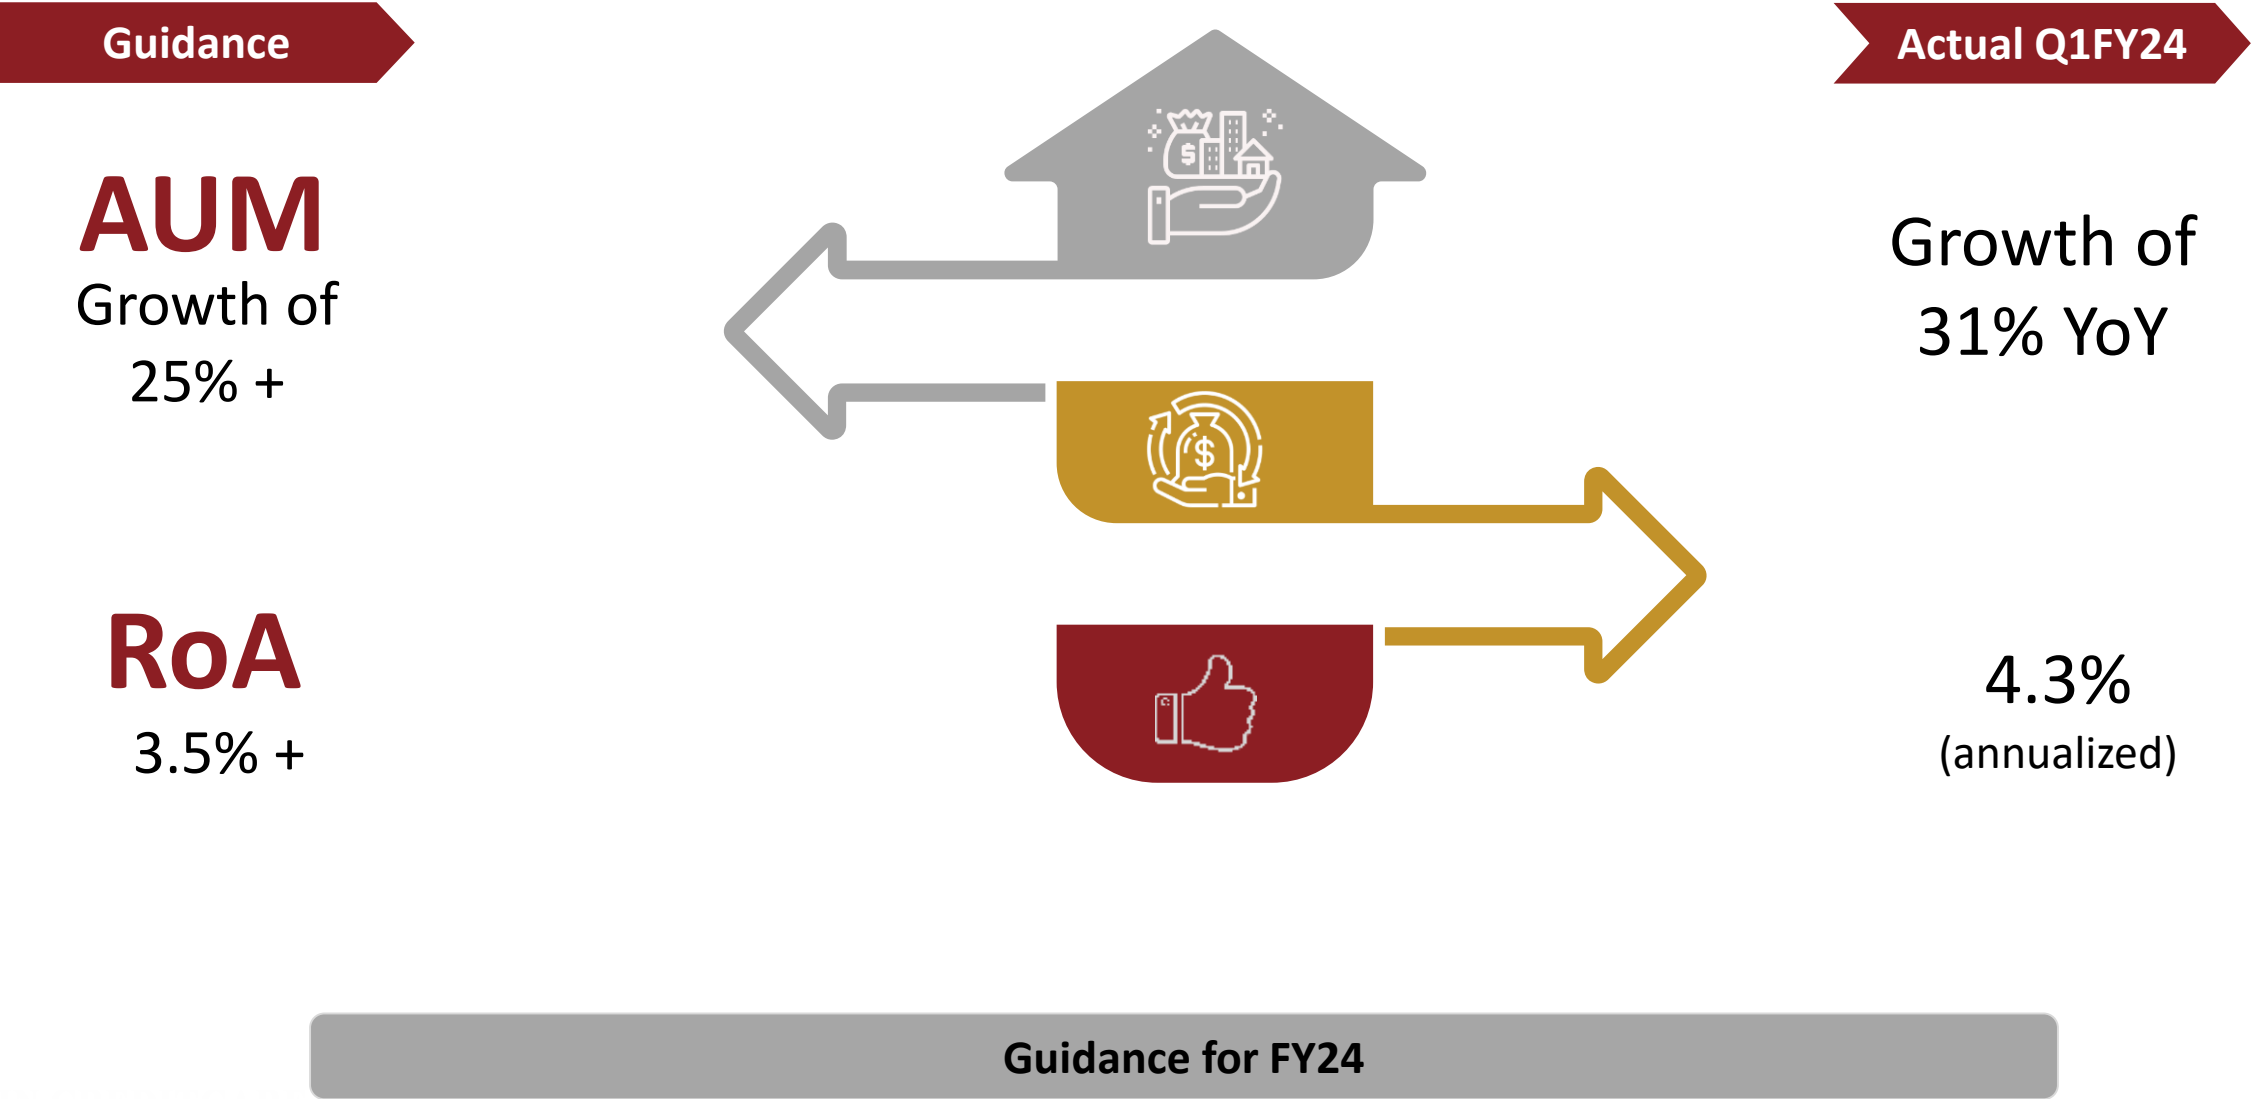 Guidance
Actual Q1FY24
AUM
Growth of
25% +
Growth of
31% YoY
RoA
3.5% +
4.3%
(annualized)
$
$
Guidance for FY24